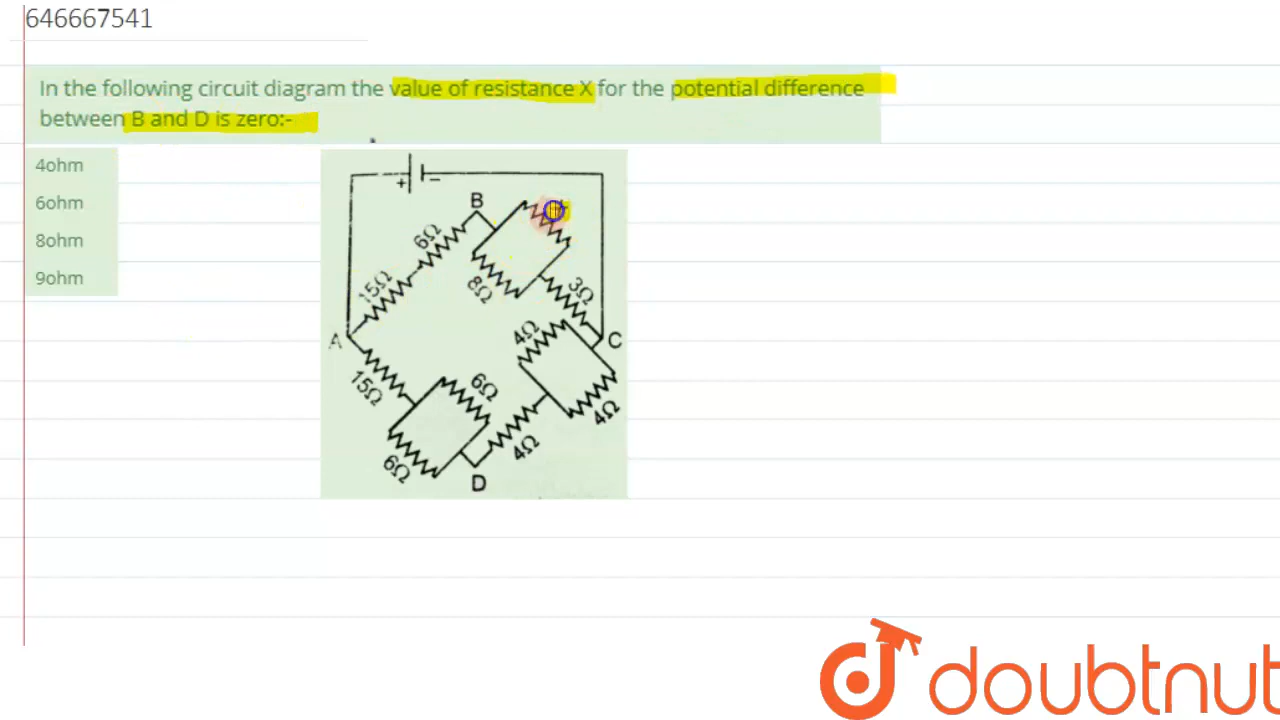 646667541
In the following circuit diagram the value of resistance X for the potential difference
between B and D is zero:-
4ohm
6ohm
8ohm
9ohm
+ −
B
6Ω
15Ω
8Ω
3Ω
A
C
4Ω
15Ω
6Ω
4Ω
6Ω
4Ω
D
doubtnut